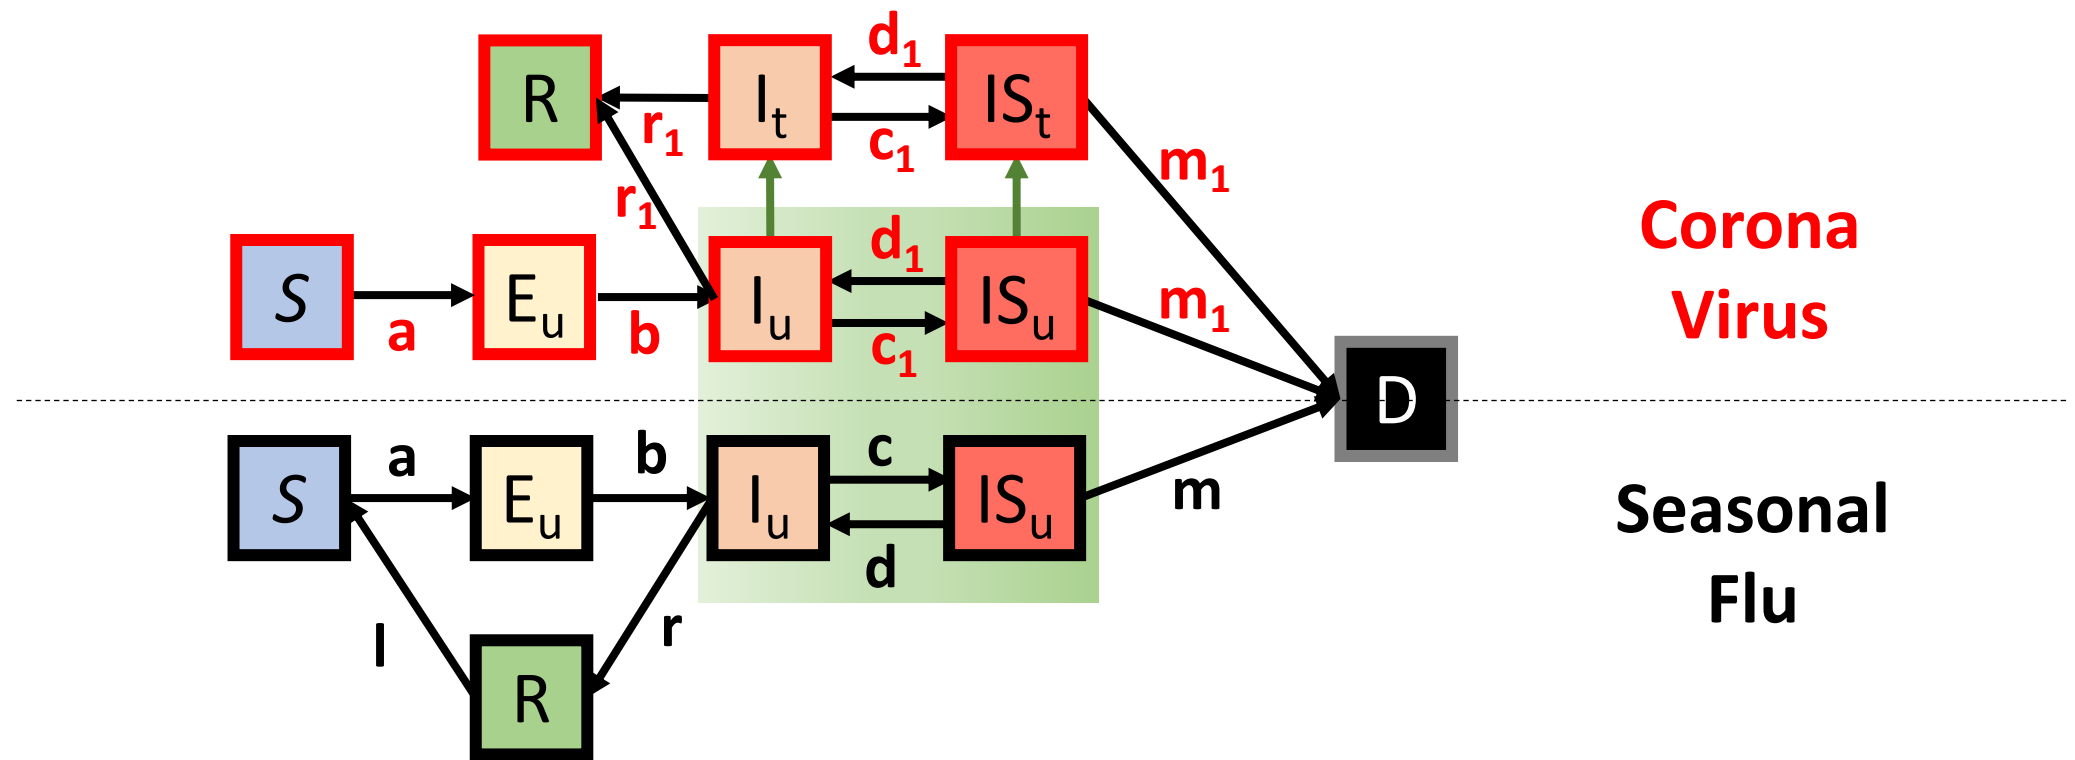 d1
R It ISt
r1 c1 m1
r1 d1
S Eu Iu ISu m1
a b c1
Corona
Virus
D
a b c
S Eu Iu ISu m
d
l r
R
Seasonal
Flu